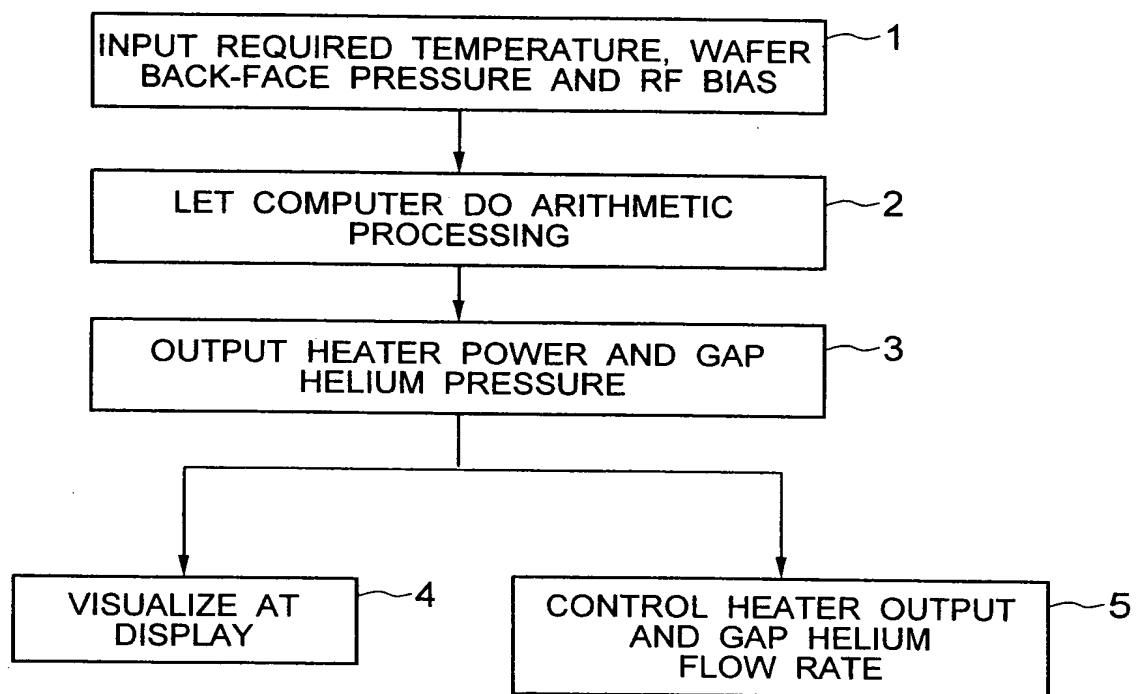 INPUT REQUIRED TEMPERATURE, WAFER
BACK-FACE PRESSURE AND RF BIAS
1
LET COMPUTER DO ARITHMETIC
PROCESSING
2
OUTPUT HEATER POWER AND GAP
HELIUM PRESSURE
3
VISUALIZE AT
DISPLAY
4
CONTROL HEATER OUTPUT
AND GAP HELIUM
FLOW RATE
5